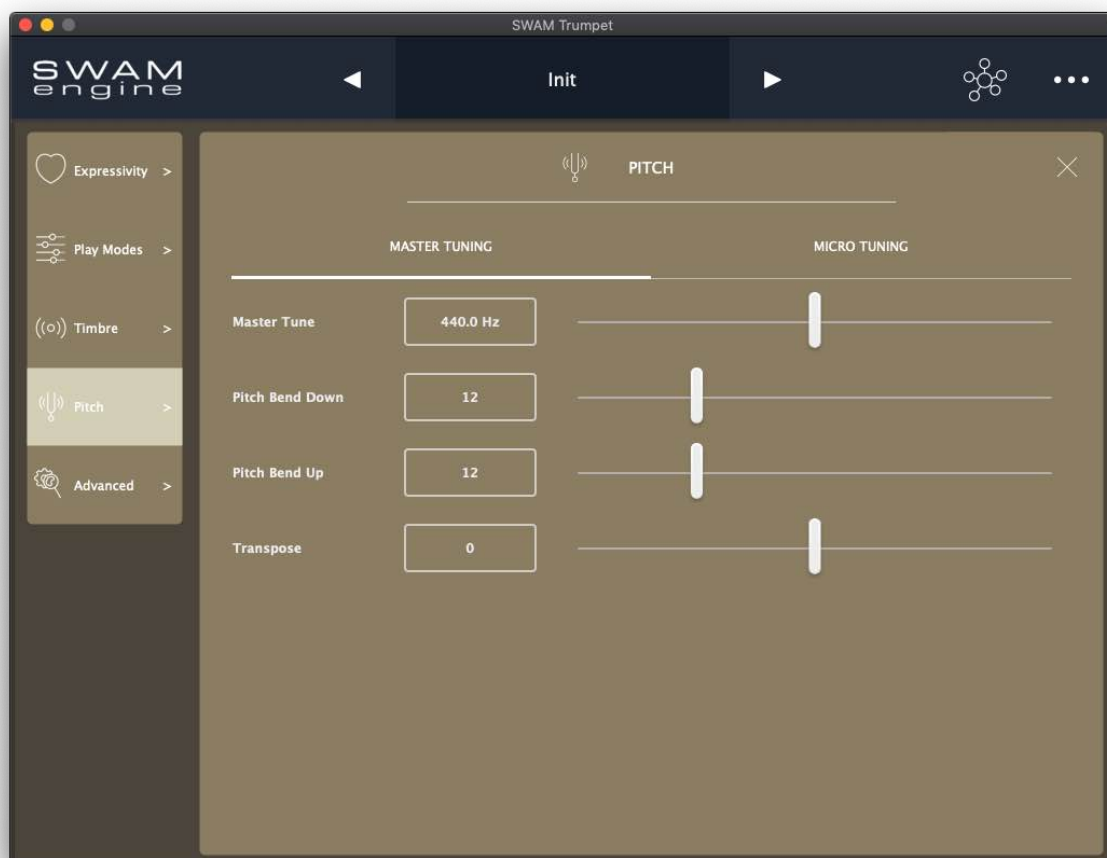 SWAM Trumpet
SWAM
engine
Init
Expressivity >
Play Modes >
Timbre >
Pitch >
Advanced >
PITCH
MASTER TUNING
MICRO TUNING
Master Tune
440.0 Hz
Pitch Bend Down
12
Pitch Bend Up
12
Transpose
0